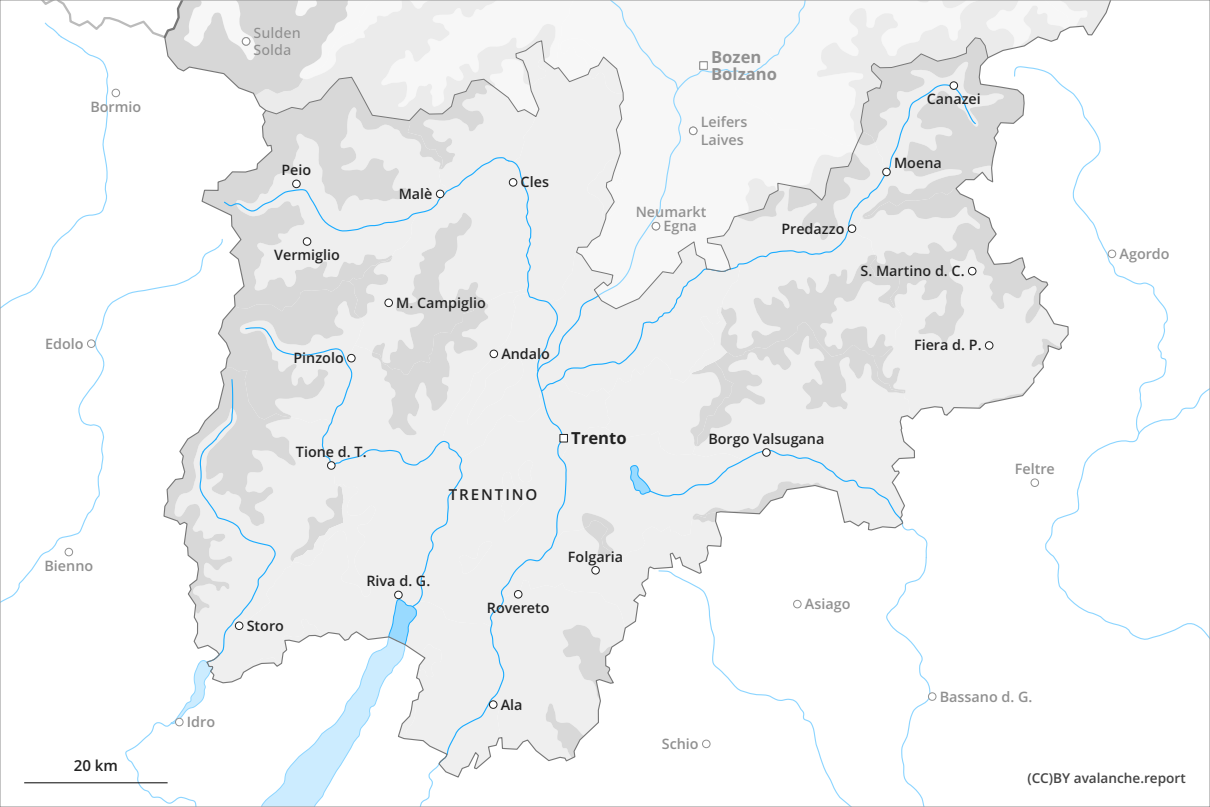 Sulden
Solda
Bozen
Bolzano
Bormio
Canazei
Leifers
Laives
Moena
Peio
Malè
Cles
Neumarkt
Egna
Predazzo
Vermiglio
Agordo
S. Martino d. C.
M. Campiglio
Edolo
Pinzolo
Andalo
Fiera d. P.
Trento
Borgo Valsugana
Tione d. T.
Feltre
TRENTINO
Bienno
Folgaria
Riva d. G.
Rovereto
Asiago
Storo
Ala
Bassano d. G.
Idro
Schio
20 km
(CC)BY avalanche.report